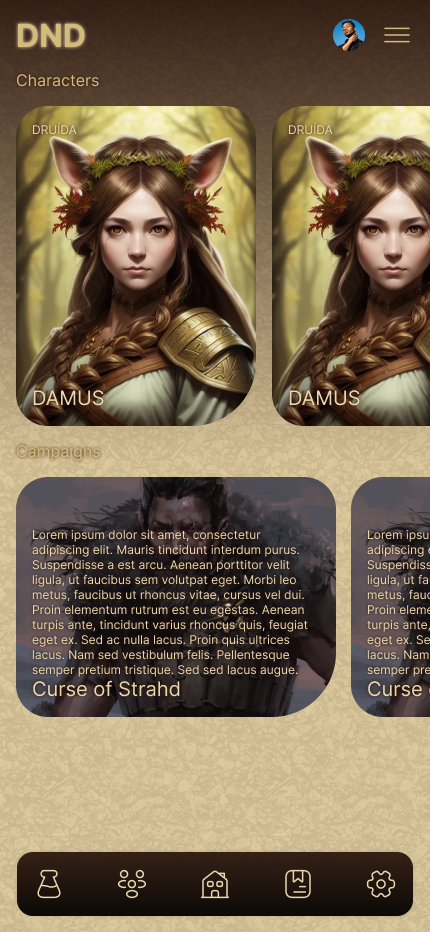 DND
Characters
DRUÍDA
DRUÍDA
DAMUS
DAMUS
Campaigns
Lorem ipsum dolor sit amet, consectetur
adipiscing elit. Mauris tincidunt interdum purus.
Suspendisse a est arcu. Aenean porttitor velit
ligula, ut faucibus sem volutpat eget. Morbi leo
metus, faucibus ut rhoncus vitae, cursus vel dui.
Proin elementum rutrum est eu egestas. Aenean
turpis ante, tincidunt varius rhoncus quis, feugiat
eget ex. Sed ac nulla lacus. Proin quis ultrices
lacus. Nam sed vestibulum felis. Pellentesque
semper pretium tristique. Sed sed lacus augue.
Curse of Strahd
Lorem ipsum
adipiscing
Suspendisse
ligula, ut fau
metus, fauc
Proin eleme
turpis ante,
eget ex. Se
lacus. Nam
semper pre
Curse